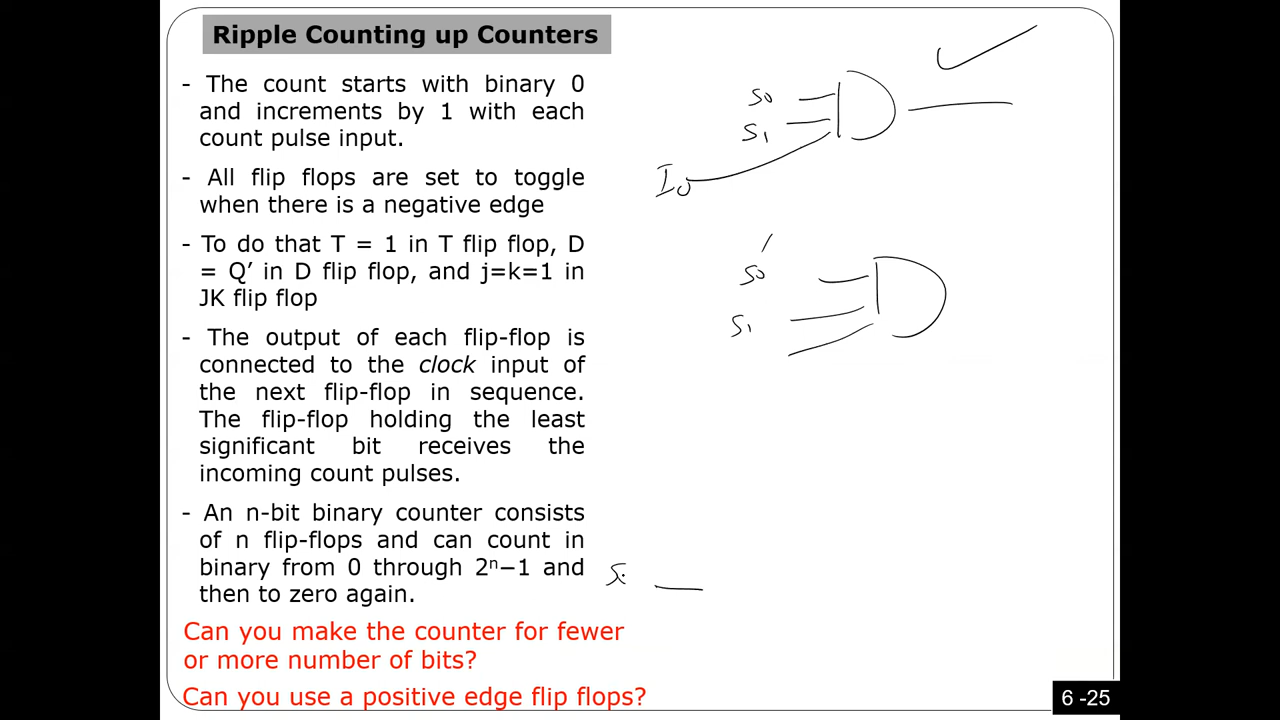 Ripple Counting up Counters
- The count starts with binary 0
and increments by 1 with each
count pulse input.
- All flip flops are set to toggle
when there is a negative edge
- To do that T = 1 in T flip flop, D
= Q’ in D flip flop, and j=k=1 in
JK flip flop
- The output of each flip-flop is
connected to the clock input of
the next flip-flop in sequence.
The flip-flop holding the least
significant bit receives the
incoming count pulses.
- An n-bit binary counter consists
of n flip-flops and can count in
binary from 0 through 2ⁿ−1 and
then to zero again.
Can you make the counter for fewer
or more number of bits?
Can you use a positive edge flip flops?
S0
S1
I0
S0'
S1
6 -25